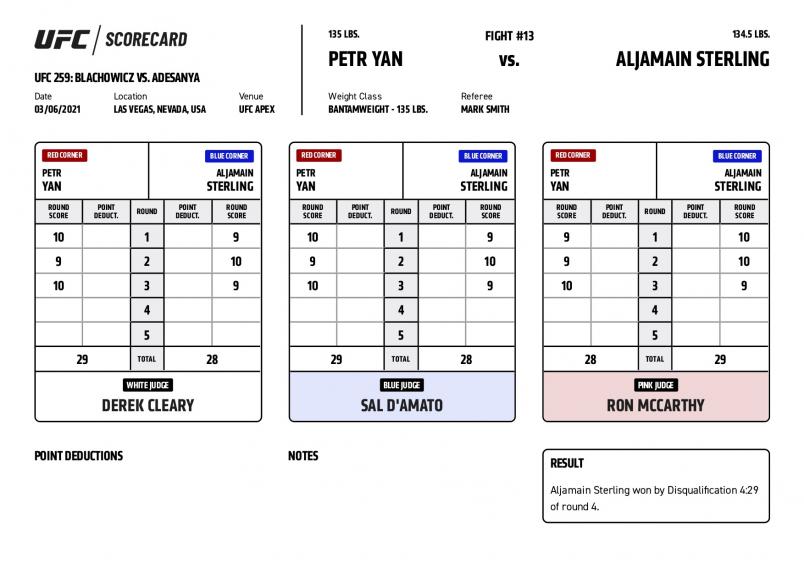 UFC / SCORECARD
UFC 259: BLACHOWICZ VS. ADESANYA
Date Location Venue
03/06/2021 LAS VEGAS, NEVADA, USA UFC APEX
135 LBS. FIGHT #13 134.5 LBS.
PETR YAN VS. ALJAMAIN STERLING
Weight Class Referee
BANTAMWEIGHT - 135 LBS. MARK SMITH
RED CORNER BLUE CORNER
PETR ALJAMAIN
YAN STERLING
ROUND POINT ROUND POINT ROUND
SCORE DEDUCT. DEDUCT. SCORE
10 1 9
9 2 10
10 3 9
4
5
29 TOTAL 28
WHITE JUDGE
DEREK CLEARY
RED CORNER BLUE CORNER
PETR ALJAMAIN
YAN STERLING
ROUND POINT ROUND POINT ROUND
SCORE DEDUCT. DEDUCT. SCORE
10 1 9
9 2 10
10 3 9
4
5
29 TOTAL 28
BLUE JUDGE
SAL D'AMATO
RED CORNER BLUE CORNER
PETR ALJAMAIN
YAN STERLING
ROUND POINT ROUND POINT ROUND
SCORE DEDUCT. DEDUCT. SCORE
9 1 10
9 2 10
10 3 9
4
5
28 TOTAL 29
PINK JUDGE
RON MCCARTHY
POINT DEDUCTIONS
NOTES
RESULT
Aljamain Sterling won by Disqualification 4:29
of round 4.